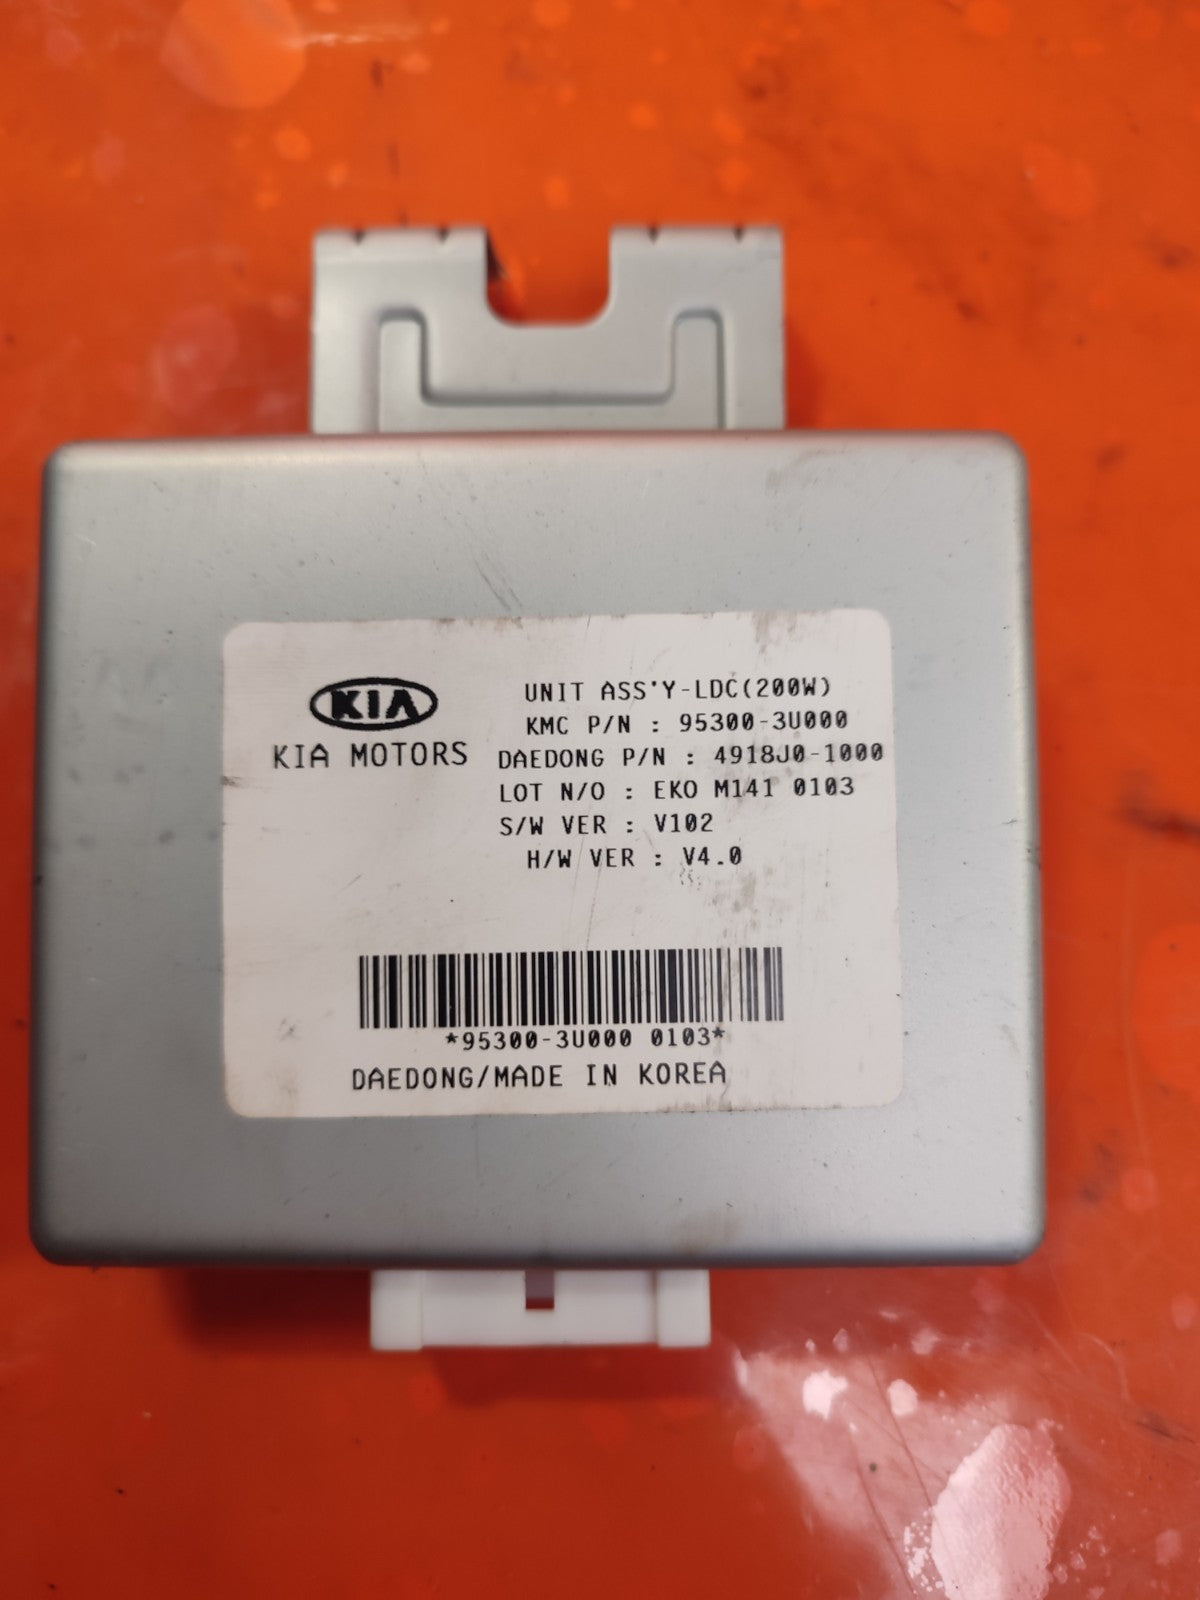 KIA
KIA MOTORS
UNIT ASS'Y-LDC(200W)
KMC P/N : 95300-3U000
DAEDONG P/N : 4918J0-1000
LOT N/O : EKO M141 0103
S/W VER : V102
H/W VER : V4.0
*95300-3U000 0103*
DAEDONG/MADE IN KOREA